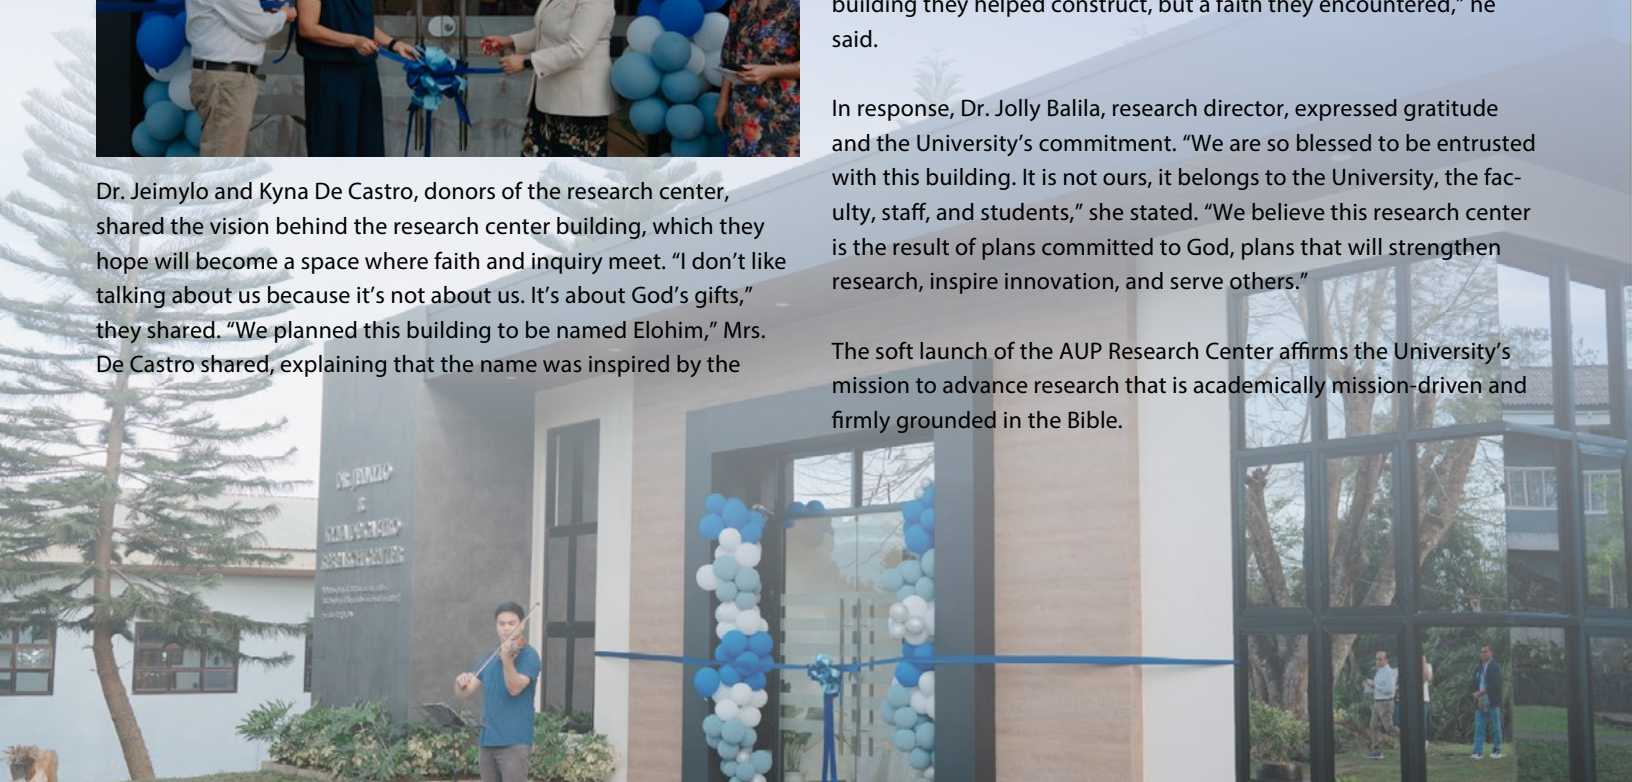 Dr. Jeimylo and Kyna De Castro, donors of the research center,
shared the vision behind the research center building, which they
hope will become a space where faith and inquiry meet. “I don’t like
talking about us because it’s not about us. It’s about God’s gifts,”
they shared. “We planned this building to be named Elohim,” Mrs.
De Castro shared, explaining that the name was inspired by the
building they helped construct, but a faith they encountered,” he
said.
In response, Dr. Jolly Balila, research director, expressed gratitude
and the University’s commitment. “We are so blessed to be entrusted
with this building. It is not ours, it belongs to the University, the fac-
ulty, staff, and students,” she stated. “We believe this research center
is the result of plans committed to God, plans that will strengthen
research, inspire innovation, and serve others.”
The soft launch of the AUP Research Center affirms the University’s
mission to advance research that is academically mission-driven and
firmly grounded in the Bible.